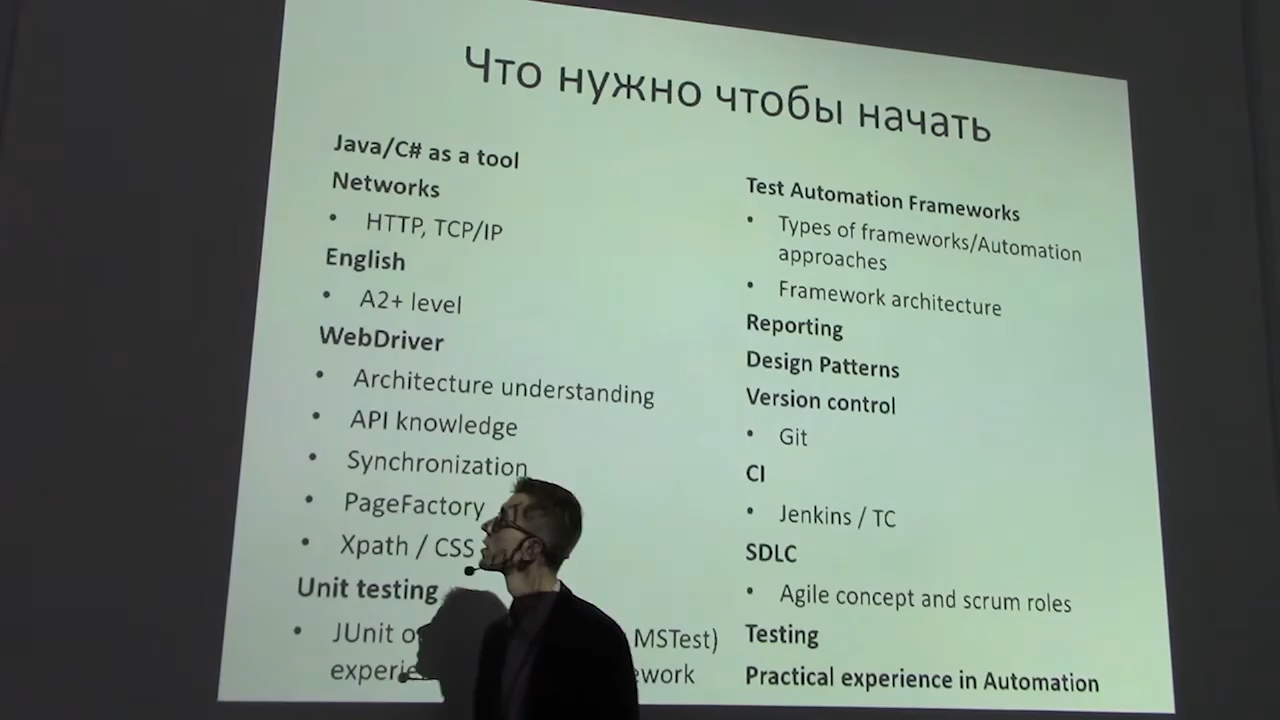 Что нужно чтобы начать
Java/C# as a tool
Networks
• HTTP, TCP/IP
English
• A2+ level
WebDriver
• Architecture understanding
• API knowledge
• Synchronization
• PageFactory
• Xpath / CSS
Unit testing
• JUnit MSTest)
Test Automation Frameworks
• Types of frameworks/Automation
approaches
• Framework architecture
Reporting
Design Patterns
Version control
• Git
CI
• Jenkins / TC
SDLC
• Agile concept and scrum roles
Testing
Practical experience in Automation